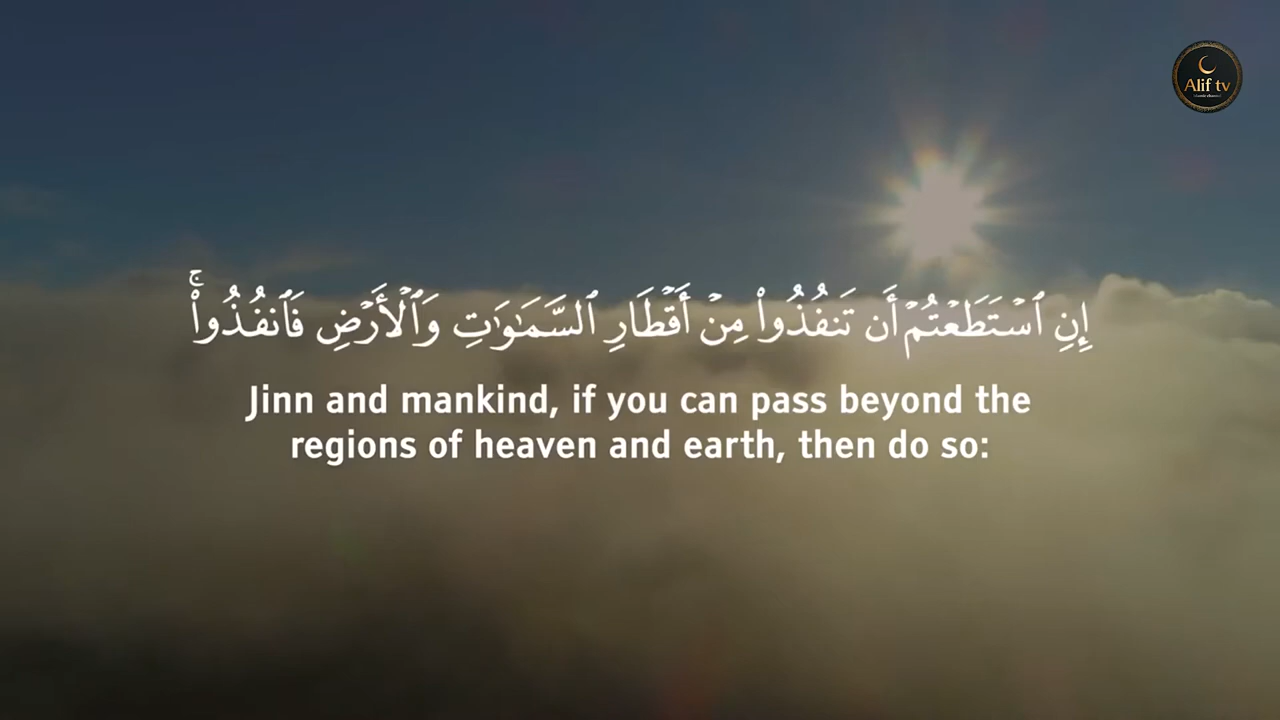 Alif tv
إِنِ ٱسْتَطَعْتُمْ أَن تَنفُذُوا۟ مِنْ أَقْطَارِ ٱلسَّمَـٰوَٰتِ وَٱلْأَرْضِ فَٱنفُذُوا۟ ۚ
Jinn and mankind, if you can pass beyond the
regions of heaven and earth, then do so: